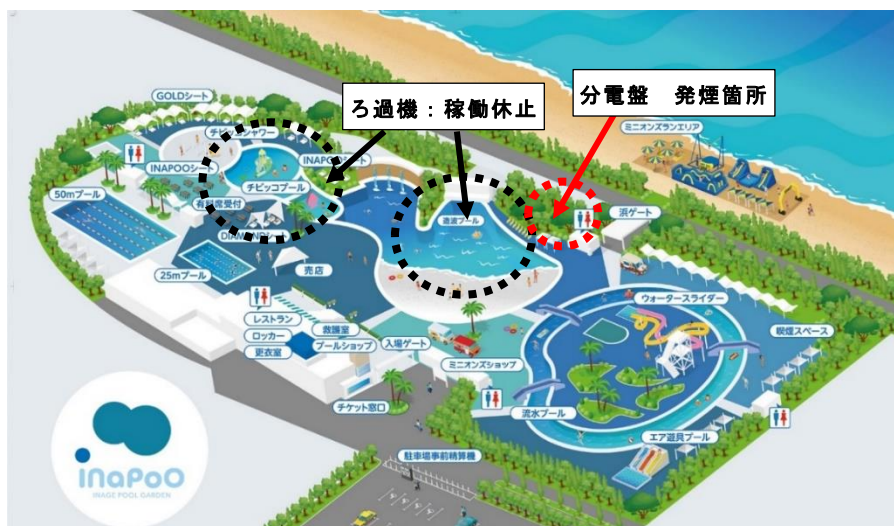 分電盤 発煙箇所
ろ過機:稼働休止
GOLDシート
チビッコシャワー
ミニオンズランエリア
INAPOOシート
INAPOOシート
50mプール
チビッコプール
有料席受付
造波プール
浜ゲート
DIAMONDシート
25mプール
売店
ウォータースライダー
レストラン
救護室
喫煙スペース
ロッカー
プールショップ
入場ゲート
更衣室
ミニオンズショップ
チケット窓口
流水プール
エア遊具プール
駐車場事前精算機
inaPoO
INAGE POOL GARDEN